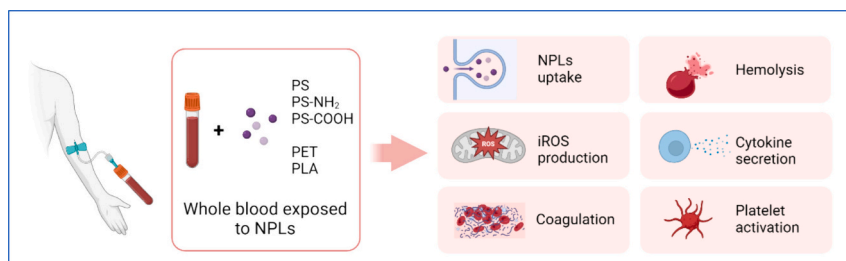 PS
PS-NH₂
PS-COOH
+
PET
PLA
Whole blood exposed
to NPLs
NPLs
uptake
Hemolysis
ROS
iROS
production
Cytokine
secretion
Coagulation
Platelet
activation